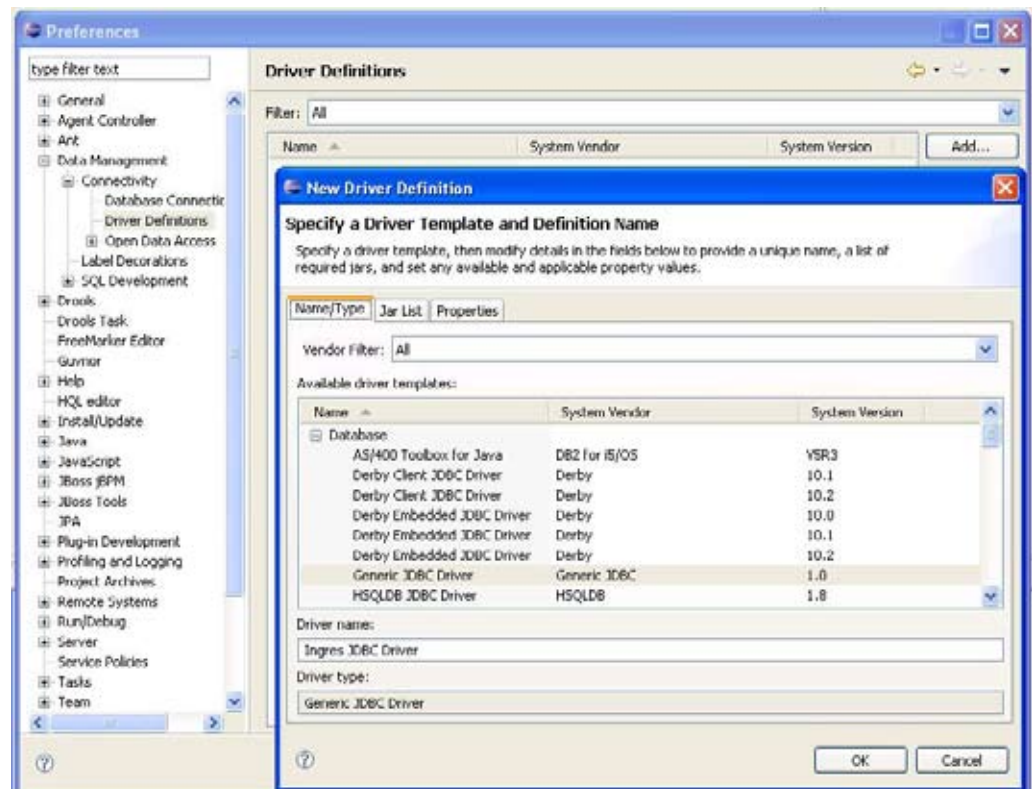 Preferences
type filter text
General
Agent Controller
Ant
Data Management
Connectivity
Database Connectic
Driver Definitions
Open Data Access
Label Decorations
SQL Development
Drools
Drools Task
FreeMarker Editor
Guvnor
Help
HQL editor
Install/Update
Java
JavaScript
JBoss jBPM
JBoss Tools
JPA
Plug-in Development
Profiling and Logging
Project Archives
Remote Systems
Run/Debug
Server
Service Policies
Tasks
Team
Driver Definitions
Filter: All
Name System Vendor System Version Add...
New Driver Definition
Specify a Driver Template and Definition Name
Specify a driver template, then modify details in the fields below to provide a unique name, a list of
required jars, and set any available and applicable property values.
Name/Type Jar List Properties
Vendor Filter: All
Available driver templates:
Name System Vendor System Version
Database
AS/400 Toolbox for Java DB2 for i5/OS V5R3
Derby Client JDBC Driver Derby 10.1
Derby Client JDBC Driver Derby 10.2
Derby Embedded JDBC Driver Derby 10.0
Derby Embedded JDBC Driver Derby 10.1
Derby Embedded JDBC Driver Derby 10.2
Generic JDBC Driver Generic JDBC 1.0
HSQLDB JDBC Driver HSQLDB 1.8
Driver name:
Ingres JDBC Driver
Driver type:
Generic JDBC Driver
OK Cancel